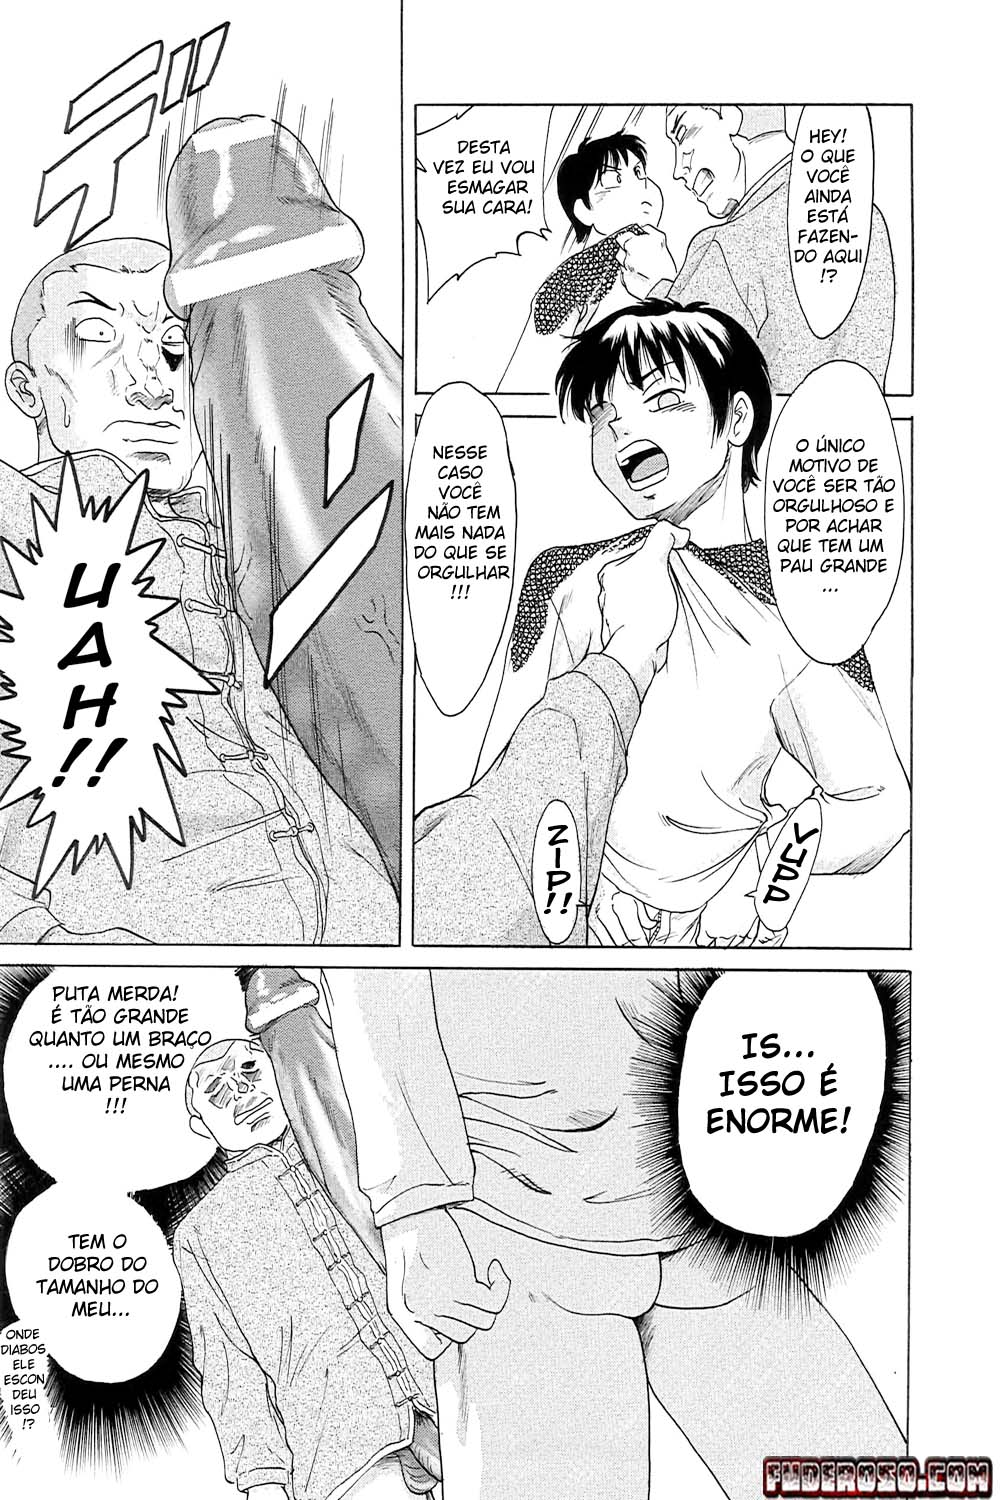 HEY!
O QUE
VOCÊ
AINDA
ESTÁ
FAZEN-
DO AQUI
!?
DESTA
VEZ EU VOU
ESMAGAR
SUA CARA!
O ÚNICO
MOTIVO DE
VOCÊ SER TÃO
ORGULHOSO E
POR ACHAR
QUE TEM UM
PAU GRANDE
...
NESSE
CASO
VOCÊ
NÃO TEM
MAIS NADA
DO QUE SE
ORGULHAR
!!!
VUPP
ZIP!!
デン
UAH!!
IS...
ISSO É
ENORME!
PUTA MERDA!
É TÃO GRANDE
QUANTO UM BRAÇO
.... OU MESMO
UMA PERNA
!!!
TEM O
DOBRO DO
TAMANHO DO
MEU...
ONDE
DIABOS
ELE
ESCON
DEU
ISSO!?
FUDEROSO.COM